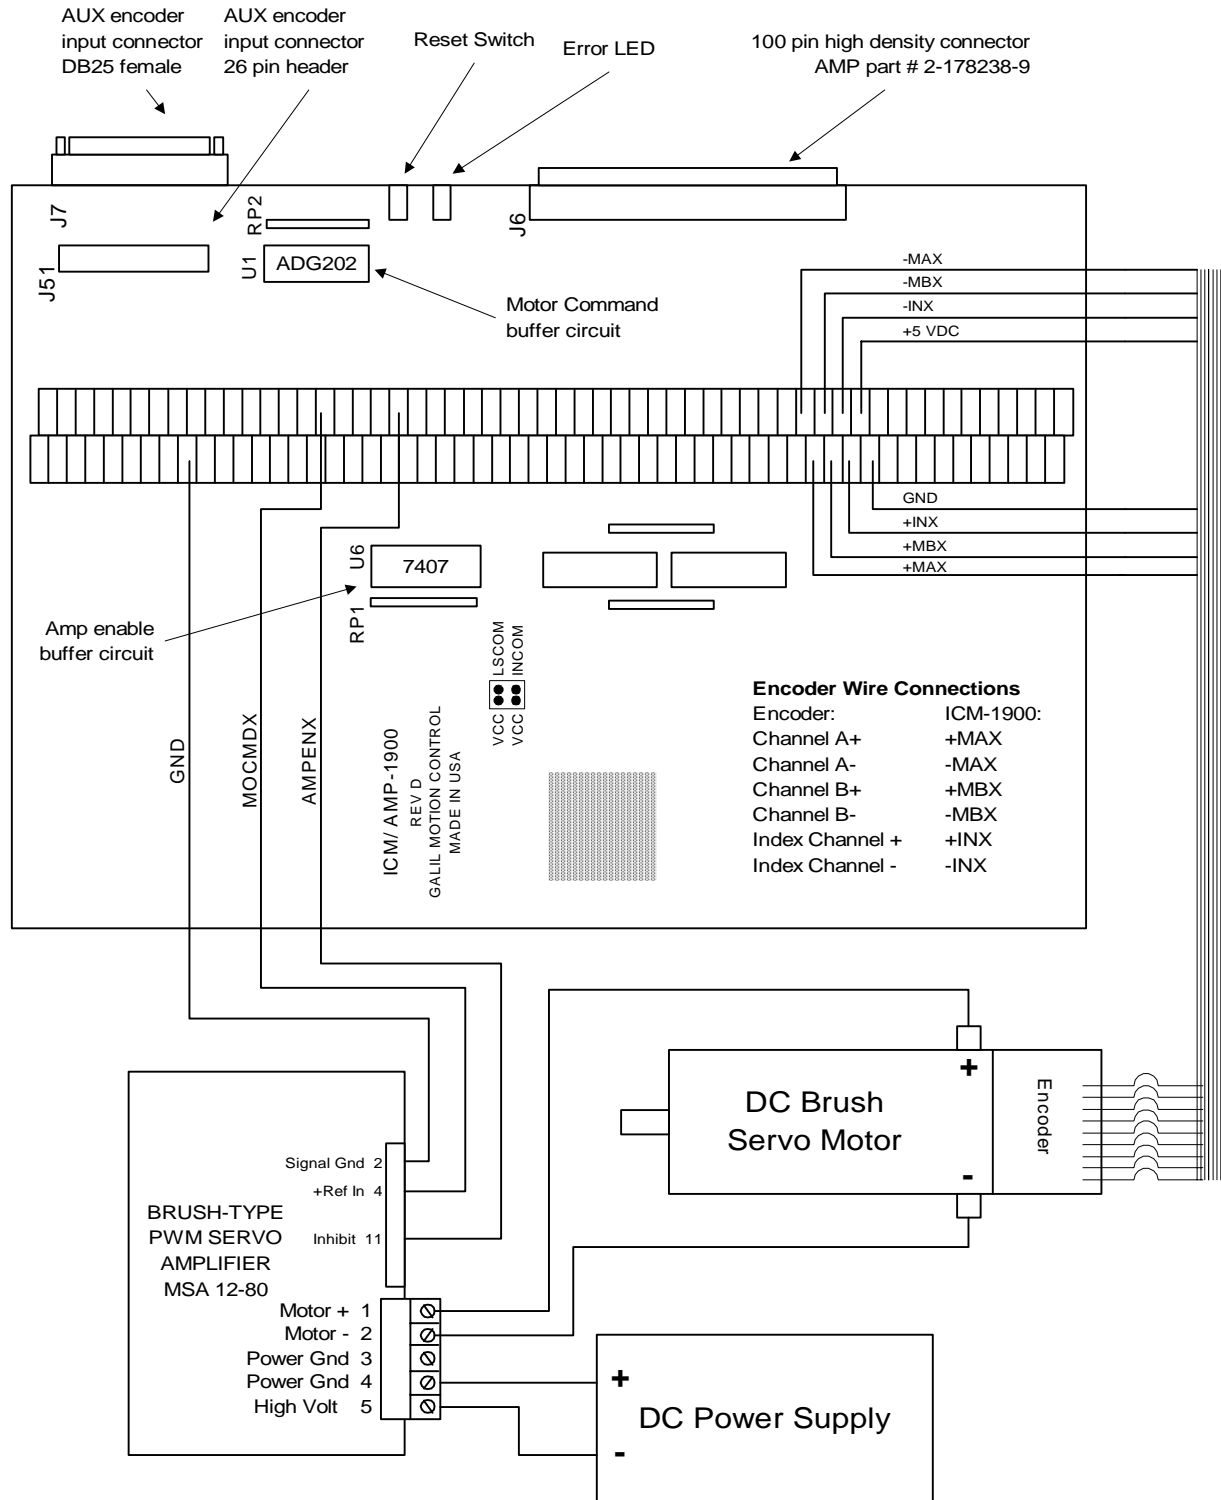 AUX encoder
input connector
DB25 female
AUX encoder
input connector
26 pin header
Reset Switch
Error LED
100 pin high density connector
AMP part # 2-178238-9
J7
J51
RP2
U1
ADG202
J6
Motor Command
buffer circuit
-MAX
-MBX
-INX
+5 VDC
GND
+INX
+MBX
+MAX
U6
7407
RP1
Amp enable
buffer circuit
LSCOM
INCOM
VCC
VCC
GND
MOCMDX
AMPENX
ICM/ AMP-1900
REV D
GALIL MOTION CONTROL
MADE IN USA
Encoder Wire Connections
Encoder: ICM-1900:
Channel A+ +MAX
Channel A- -MAX
Channel B+ +MBX
Channel B- -MBX
Index Channel + +INX
Index Channel - -INX
+
DC Brush
Servo Motor
-
Encoder
Signal Gnd 2
+Ref In 4
Inhibit 11
BRUSH-TYPE
PWM SERVO
AMPLIFIER
MSA 12-80
Motor + 1
Motor - 2
Power Gnd 3
Power Gnd 4
High Volt 5
+
DC Power Supply
-